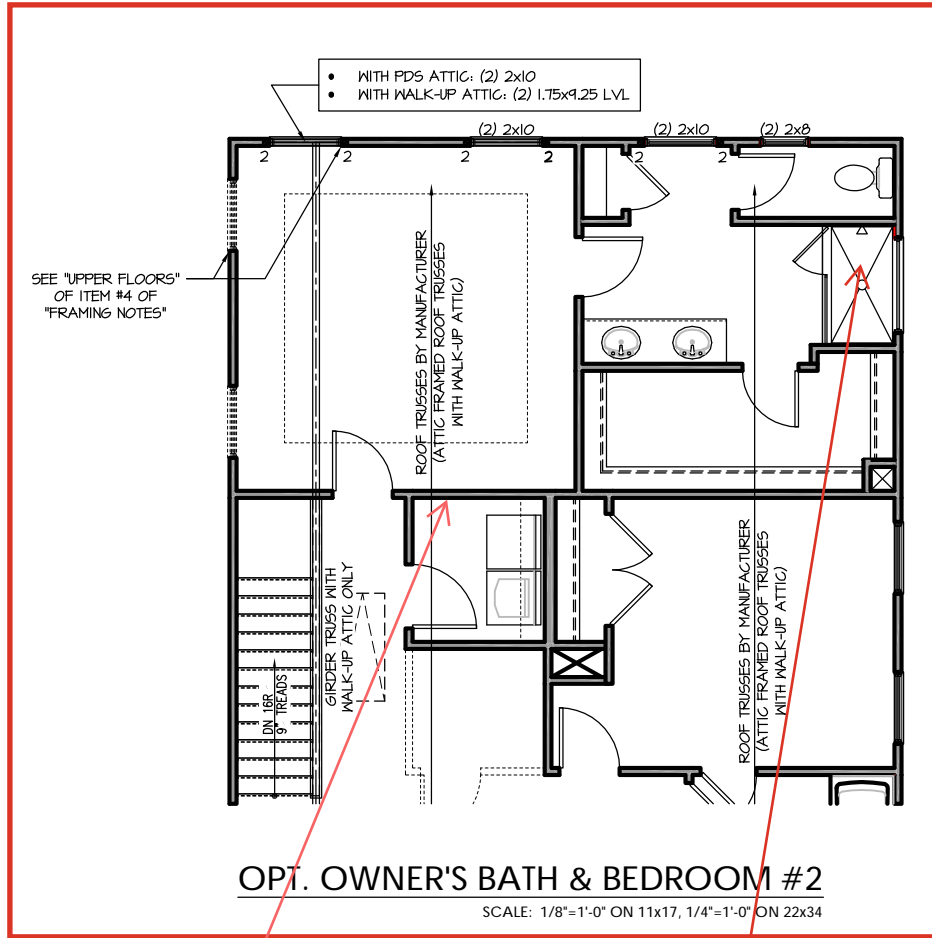 • WITH PDS ATTIC: (2) 2x10
• WITH WALK-UP ATTIC: (2) 1.75x9.25 LVL
(2) 2x10
(2) 2x10
(2) 2x8
2
2
2
2
2
2
SEE "UPPER FLOORS"
OF ITEM #4 OF
"FRAMING NOTES"
ROOF TRUSSES BY MANUFACTURER
(ATTIC FRAMED ROOF TRUSSES
WITH WALK-UP ATTIC)
GIRDER TRUSS WITH
WALK-UP ATTIC ONLY
DN 16R
9" TREADS
ROOF TRUSSES BY MANUFACTURER
(ATTIC FRAMED ROOF TRUSSES
WITH WALK-UP ATTIC)
OPT. OWNER'S BATH & BEDROOM #2
SCALE: 1/8"=1'-0" ON 11x17, 1/4"=1'-0" ON 22x34